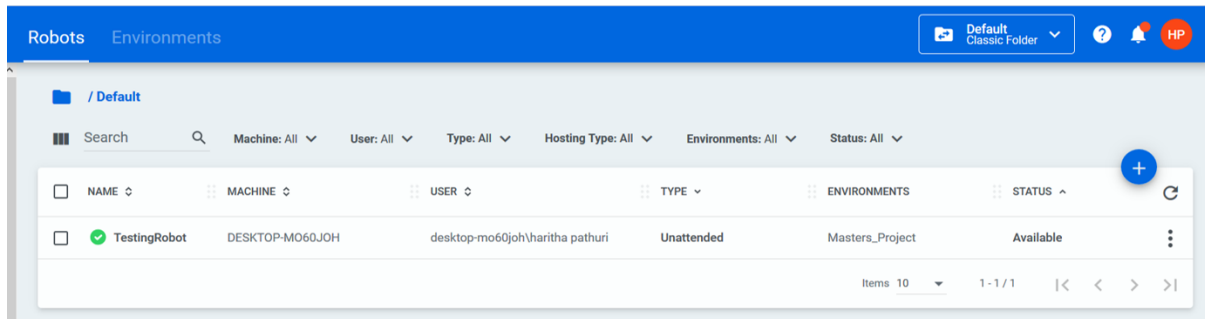 Robots Environments Default
Classic Folder ? HP
/ Default
Search Machine: All User: All Type: All Hosting Type: All Environments: All Status: All
+
NAME MACHINE USER TYPE ENVIRONMENTS STATUS
TestingRobot DESKTOP-MO60JOH desktop-mo60joh\haritha pathuri Unattended Masters_Project Available
Items 10 1 - 1 / 1